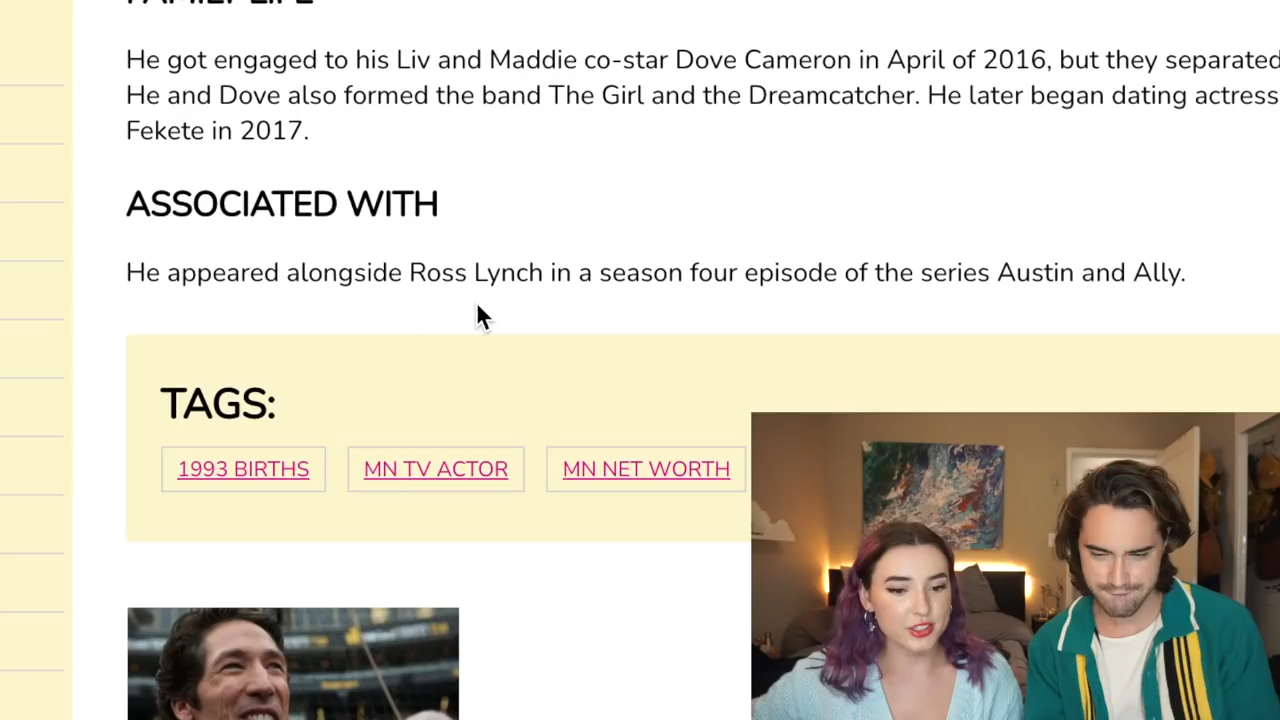 FAMILY LIFE
He got engaged to his Liv and Maddie co-star Dove Cameron in April of 2016, but they separated
He and Dove also formed the band The Girl and the Dreamcatcher. He later began dating actress
Fekete in 2017.
ASSOCIATED WITH
He appeared alongside Ross Lynch in a season four episode of the series Austin and Ally.
TAGS:
1993 BIRTHS
MN TV ACTOR
MN NET WORTH